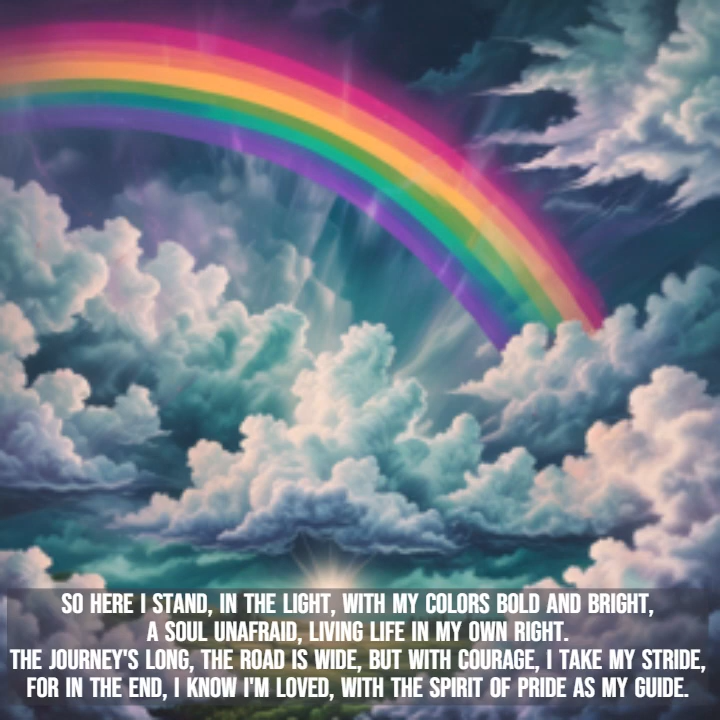 SO HERE I STAND, IN THE LIGHT, WITH MY COLORS BOLD AND BRIGHT,
A SOUL UNAFRAID, LIVING LIFE IN MY OWN RIGHT.
THE JOURNEY'S LONG, THE ROAD IS WIDE, BUT WITH COURAGE, I TAKE MY STRIDE,
FOR IN THE END, I KNOW I'M LOVED, WITH THE SPIRIT OF PRIDE AS MY GUIDE.